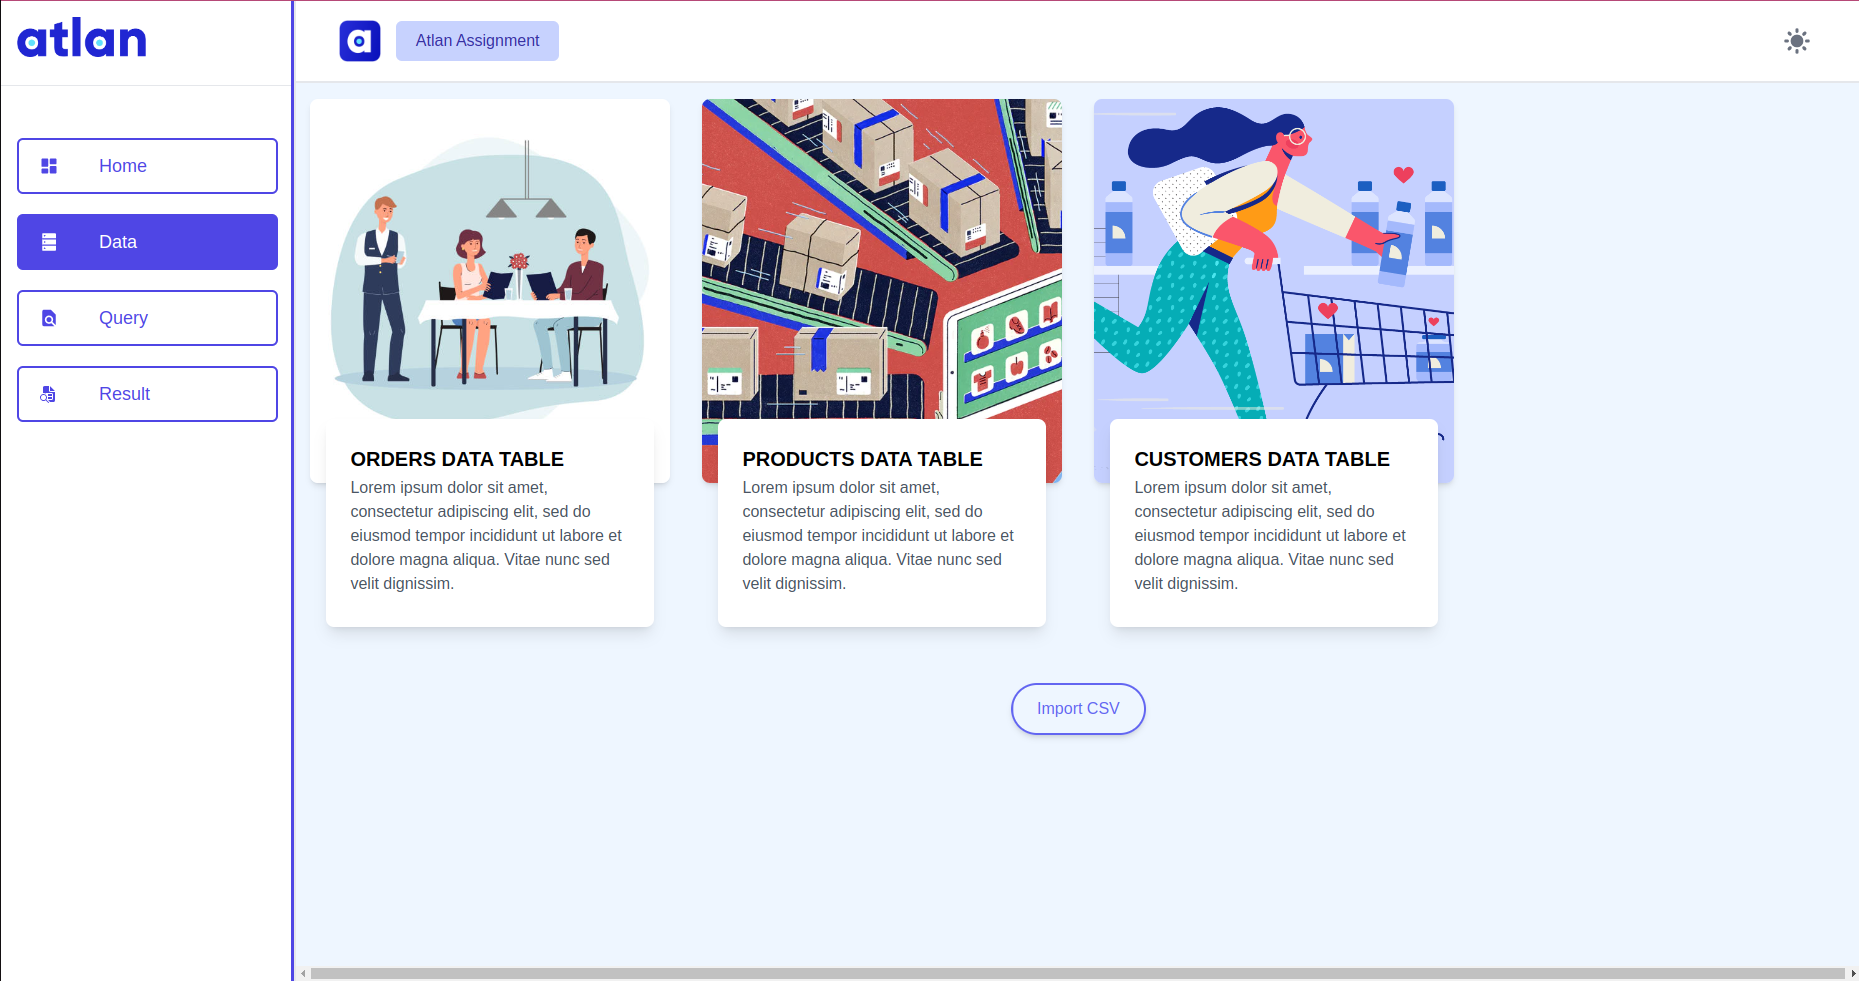 atlan
a
Atlan Assignment
Home
Data
Query
Result
ORDERS DATA TABLE
Lorem ipsum dolor sit amet,
consectetur adipiscing elit, sed do
eiusmod tempor incididunt ut labore et
dolore magna aliqua. Vitae nunc sed
velit dignissim.
PRODUCTS DATA TABLE
Lorem ipsum dolor sit amet,
consectetur adipiscing elit, sed do
eiusmod tempor incididunt ut labore et
dolore magna aliqua. Vitae nunc sed
velit dignissim.
CUSTOMERS DATA TABLE
Lorem ipsum dolor sit amet,
consectetur adipiscing elit, sed do
eiusmod tempor incididunt ut labore et
dolore magna aliqua. Vitae nunc sed
velit dignissim.
Import CSV